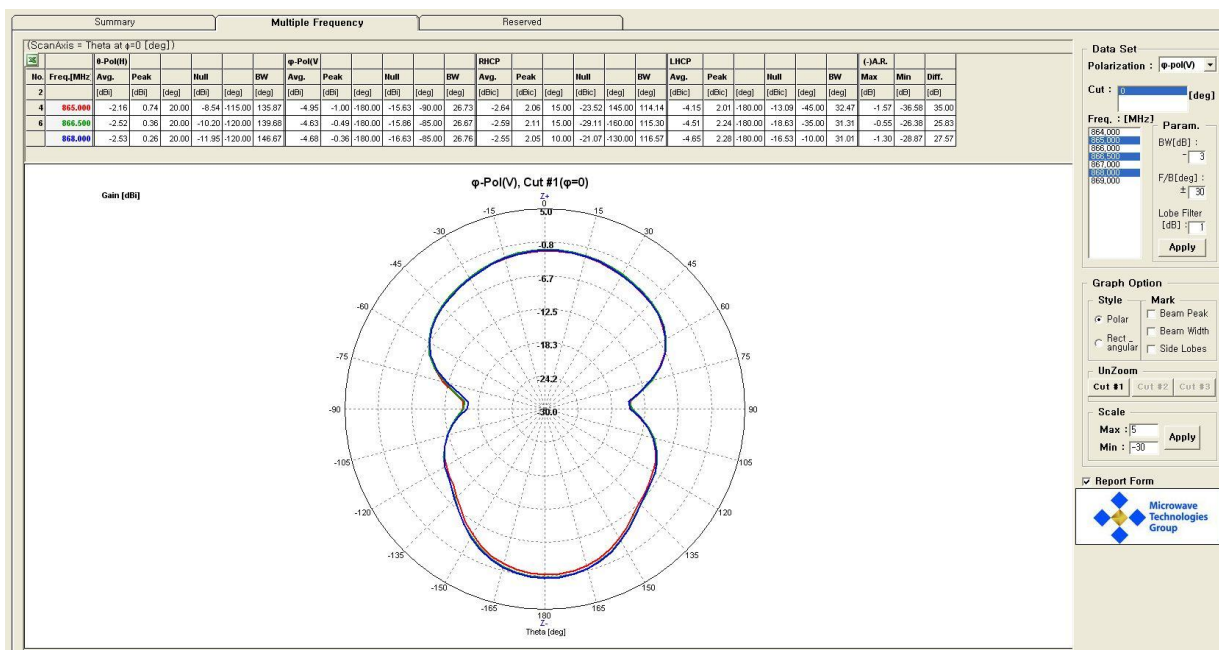 Summary Multiple Frequency Reserved
(ScanAxis = Theta at φ=0 [deg])
θ-Pol(H) φ-Pol(V RHCP LHCP (-)A.R.
No. Freq.[MHz] Avg. Peak Null BW Avg. Peak Null BW Avg. Peak Null BW Avg. Peak Null BW Max Min Diff.
2 [dBi] [dBi] [deg] [dBi] [deg] [deg] [dBi] [dBi] [deg] [dBi] [deg] [deg] [dBic] [dBic] [deg] [dBic] [deg] [deg] [dBic] [dBic] [deg] [dBic] [deg] [deg] [dB] [dB] [dB]
4 865.000 -2.16 0.74 20.00 -8.54 -115.00 135.87 -4.95 -1.00 -180.00 -15.63 -90.00 26.73 -2.64 2.06 15.00 -23.52 145.00 114.14 -4.15 2.01 -180.00 -13.09 -45.00 32.47 -1.57 -36.58 35.00
6 866.500 -2.52 0.36 20.00 -10.20 -120.00 139.68 -4.63 -0.49 -180.00 -15.86 -85.00 26.67 -2.59 2.11 15.00 -29.11 -160.00 115.30 -4.51 2.24 -180.00 -18.63 -35.00 31.31 -0.55 -26.38 25.83
868.000 -2.53 0.26 20.00 -11.95 -120.00 146.67 -4.68 -0.36 -180.00 -16.63 -85.00 26.76 -2.55 2.05 10.00 -21.07 -130.00 116.57 -4.65 2.28 -180.00 -16.53 -10.00 31.01 -1.30 -28.87 27.57
φ-Pol(V), Cut #1(φ=0)
Gain [dBi]
Z+
0
-15 5.0 15
-30 30
-0.8
-45 45
-6.7
-60 60
-12.5
-18.3
-75 75
-24.2
-90 -30.0 90
-105 105
-120 120
-135 135
-150 150
-165 165
180
Z-
Theta [deg]
Data Set
Polarization : φ-pol(V)
Cut : 0 [deg]
Freq. : [MHz]
864,000
865,000
866,000
866,500
867,000
868,000
869,000
Param.
BW[dB] :
- 3
F/B[deg] :
± 30
Lobe Filter
[dB] : 1
Apply
Graph Option
Style Mark
Polar Beam Peak
Rect_ Beam Width
angular Side Lobes
UnZoom
Cut #1 Cut #2 Cut #3
Scale
Max : 5
Apply
Min : -30
Report Form
Microwave
Technologies
Group